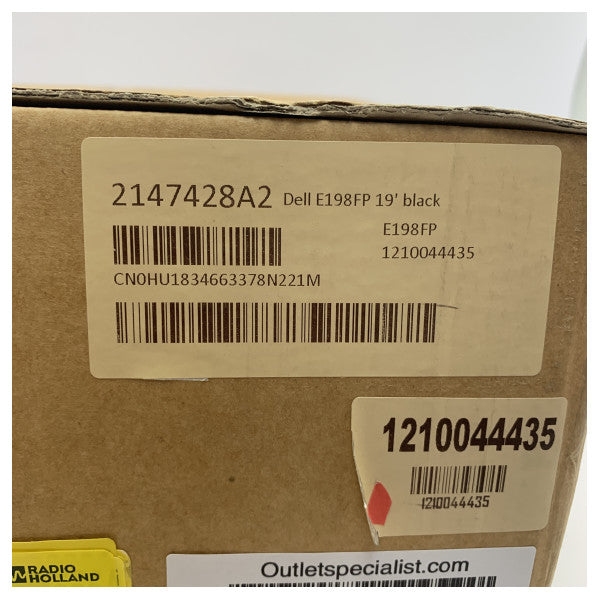 2147428A2 Dell E198FP 19' black
E198FP
1210044435
CN0HU1834663378N221M
1210044435
1210044435
RADIO
HOLLAND
Outletspecialist.com